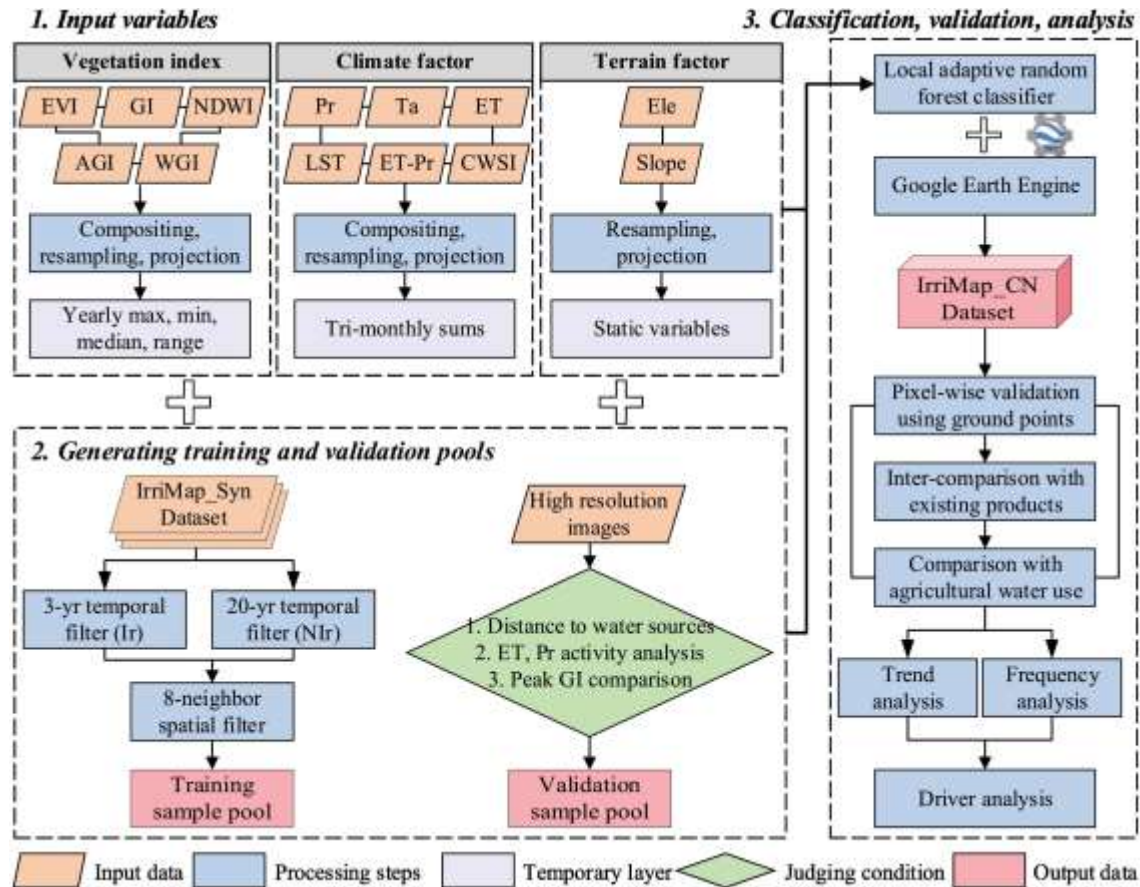 1. Input variables
3. Classification, validation, analysis
Vegetation index
Climate factor
Terrain factor
EVI
GI
NDWI
AGI
WGI
Pr
Ta
ET
LST
ET-Pr
CWSI
Ele
Slope
Compositing,
resampling, projection
Compositing,
resampling, projection
Resampling,
projection
Yearly max, min,
median, range
Tri-monthly sums
Static variables
2. Generating training and validation pools
IrriMap_Syn
Dataset
3-yr temporal
filter (Ir)
20-yr temporal
filter (NIr)
8-neighbor
spatial filter
Training
sample pool
High resolution
images
1. Distance to water sources
2. ET, Pr activity analysis
3. Peak GI comparison
Validation
sample pool
Local adaptive random
forest classifier
Google Earth Engine
IrriMap_CN
Dataset
Pixel-wise validation
using ground points
Inter-comparison with
existing products
Comparison with
agricultural water use
Trend
analysis
Frequency
analysis
Driver analysis
Input data
Processing steps
Temporary layer
Judging condition
Output data